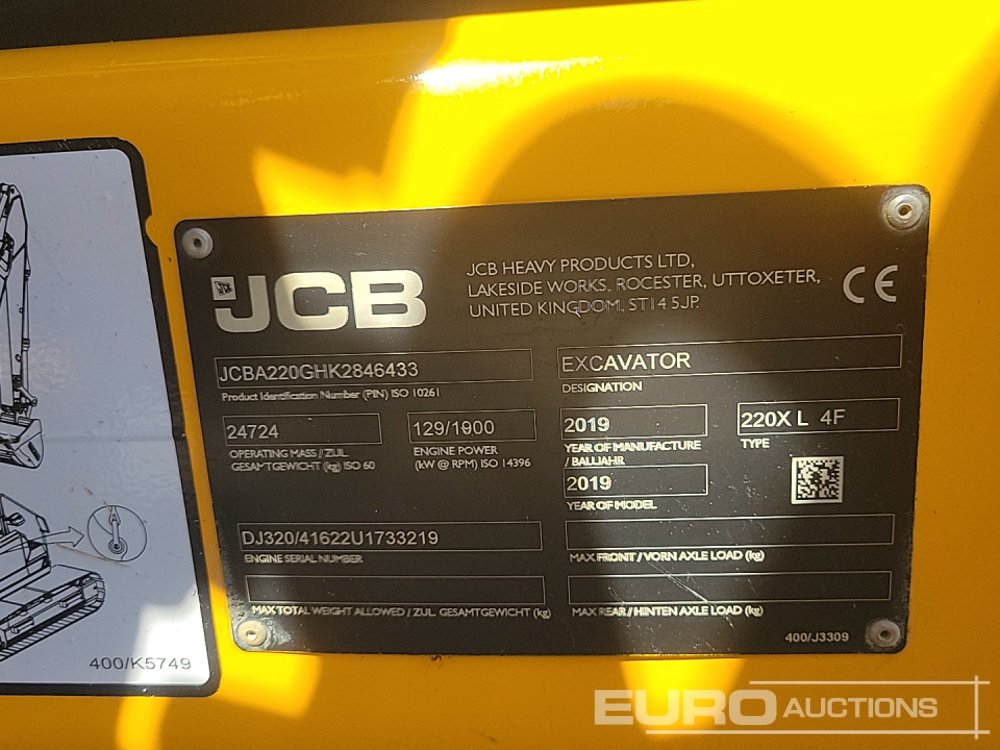 JCB
JCB HEAVY PRODUCTS LTD,
LAKESIDE WORKS, ROCESTER, UTTOXETER,
UNITED KINGDOM, ST14 5JP.
CE
JCBA220GHK2846433
Product Identification Number (PIN) ISO 10261
EXCAVATOR
DESIGNATION
24724
OPERATING MASS / ZUL
GESAMTGEWICHT (kg) ISO 60
129/1900
ENGINE POWER
(kW @ RPM) ISO 14396
2019
YEAR OF MANUFACTURE
/ BAUJAHR
220X L 4F
TYPE
2019
YEAR OF MODEL
DJ320/41622U1733219
ENGINE SERIAL NUMBER
MAX FRONT / VORN AXLE LOAD (kg)
MAX TOTAL WEIGHT ALLOWED / ZUL. GESAMTGEWICHT (kg)
MAX REAR / HINTEN AXLE LOAD (kg)
400/J3309
400/K5749
EURO AUCTIONS